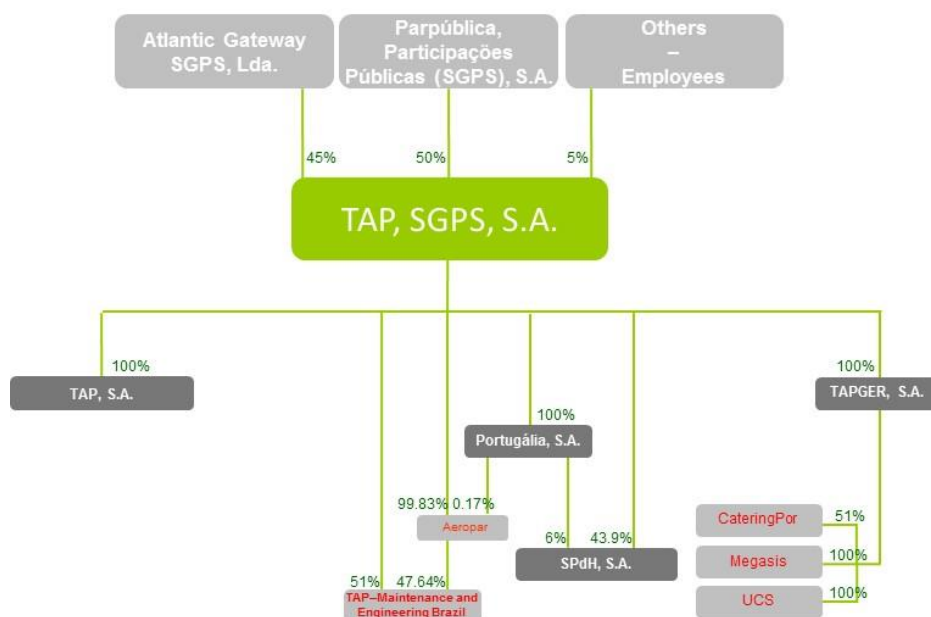 Atlantic Gateway
SGPS, Lda.
Parpública,
Participações
Públicas (SGPS), S.A.
Others
–
Employees
45%
50%
5%
TAP, SGPS, S.A.
100%
TAP, S.A.
100%
TAPGER, S.A.
100%
Portugália, S.A.
99.83% 0.17%
Aeropar
6% 43.9%
SPdH, S.A.
51% 47.64%
TAP–Maintenance and
Engineering Brazil
CateringPor 51%
Megasis 100%
UCS 100%